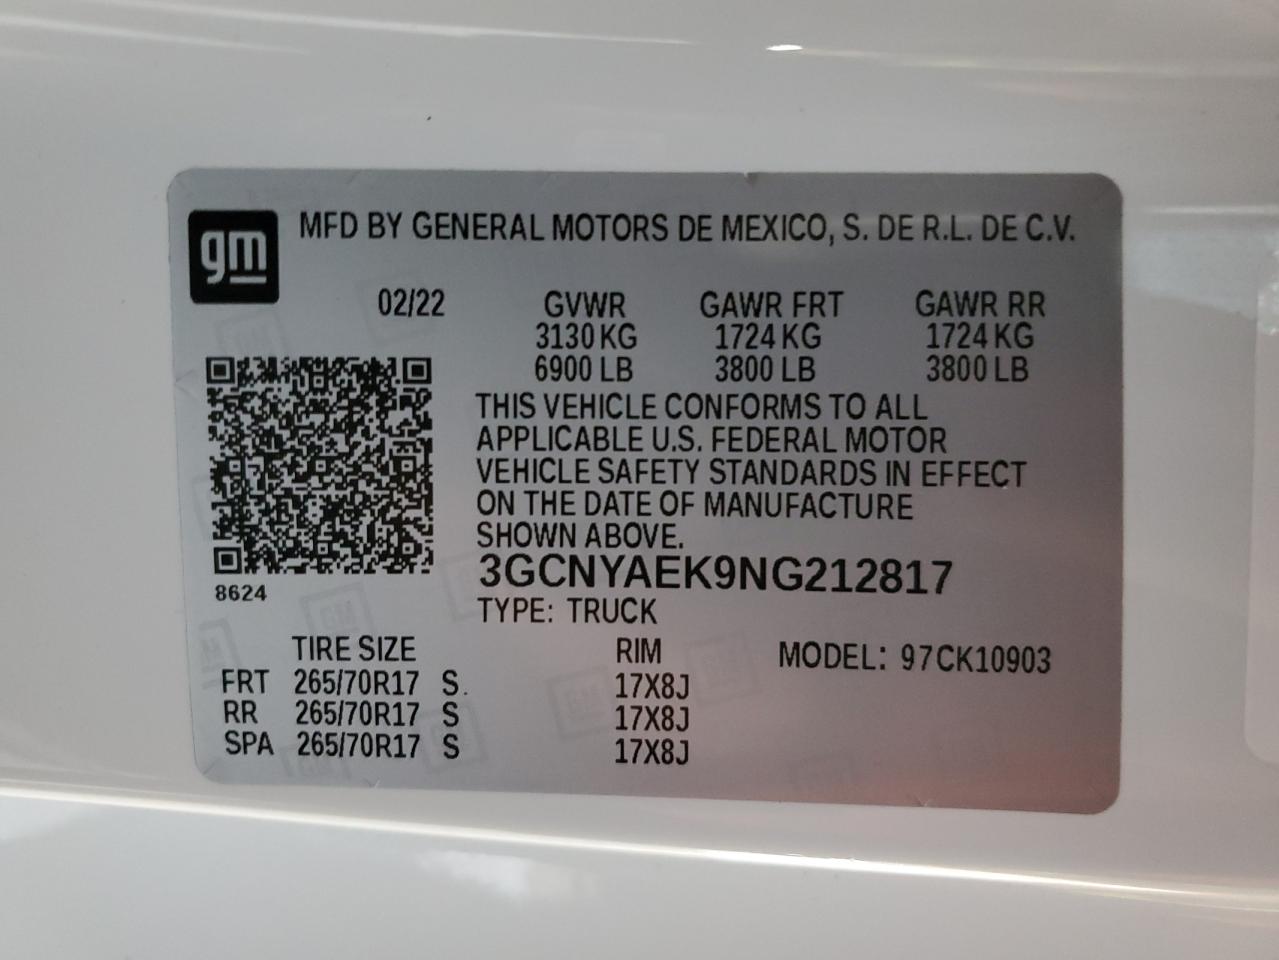 gm
MFD BY GENERAL MOTORS DE MEXICO, S. DE R.L. DE C.V.
02/22 GVWR GAWR FRT GAWR RR
3130 KG 1724 KG 1724 KG
6900 LB 3800 LB 3800 LB
THIS VEHICLE CONFORMS TO ALL
APPLICABLE U.S. FEDERAL MOTOR
VEHICLE SAFETY STANDARDS IN EFFECT
ON THE DATE OF MANUFACTURE
SHOWN ABOVE.
3GCNYAEK9NG212817
8624
TYPE: TRUCK
TIRE SIZE RIM MODEL: 97CK10903
FRT 265/70R17 S. 17X8J
RR 265/70R17 S 17X8J
SPA 265/70R17 S 17X8J